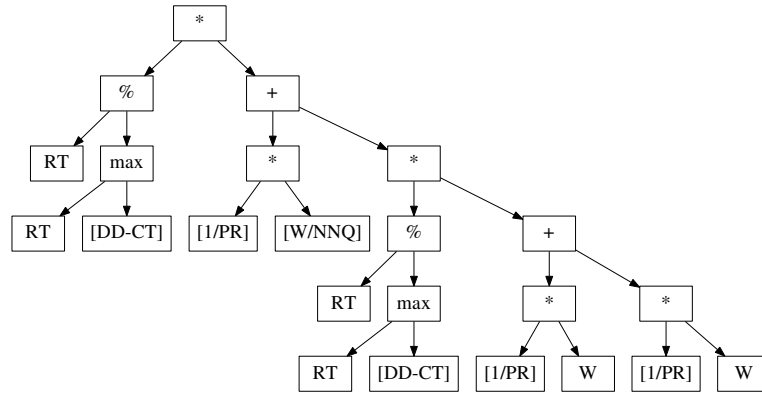 *
% +
RT max * *
RT [DD-CT] [1/PR] [W/NNQ] % +
RT max * *
RT [DD-CT] [1/PR] W [1/PR] W